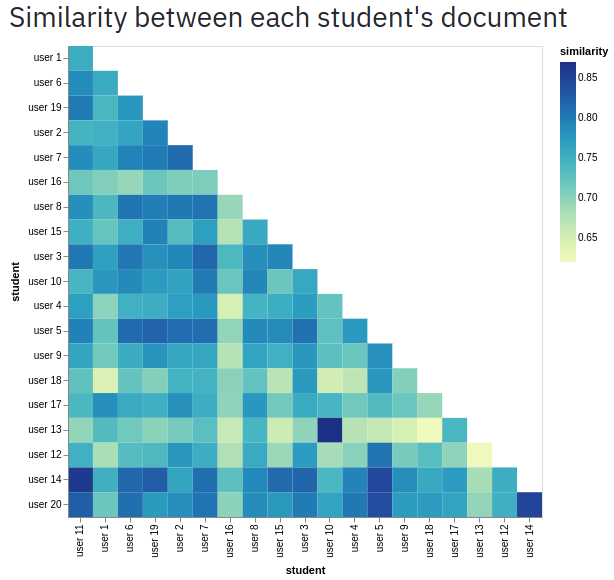 Similarity between each student's document
similarity
0.85
0.80
0.75
0.70
0.65
student
user 1
user 6
user 19
user 2
user 7
user 16
user 8
user 15
user 3
user 10
user 4
user 5
user 9
user 18
user 17
user 13
user 12
user 14
user 20
user 11
user 1
user 6
user 19
user 2
user 7
user 16
user 8
user 15
user 3
user 10
user 4
user 5
user 9
user 18
user 17
user 13
user 12
user 14
student